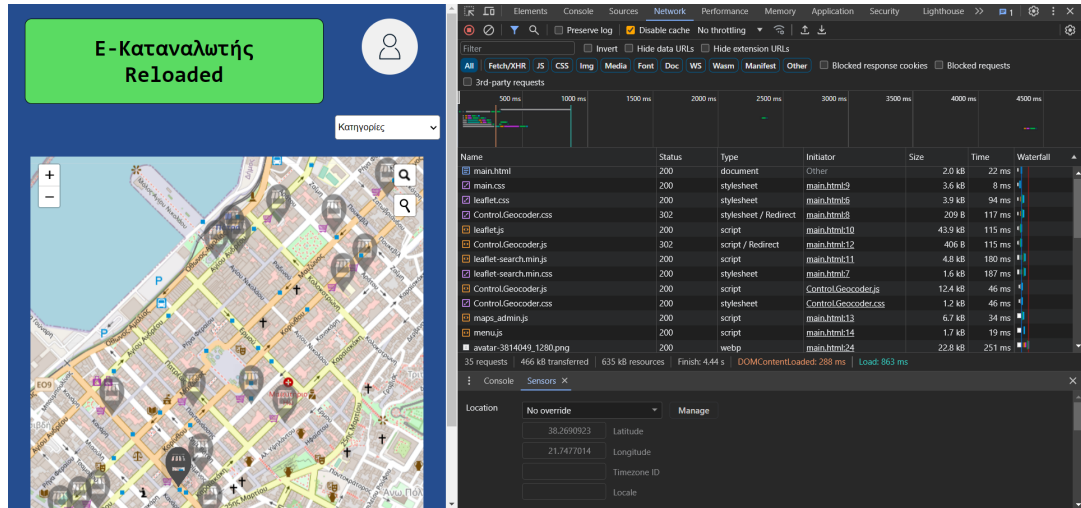 E-Καταναλωτής
Reloaded
Κατηγορίες
+
−
P
P
EO9
Elements Console Sources Network Performance Memory Application Security Lighthouse 1
Preserve log Disable cache No throttling
Filter Invert Hide data URLs Hide extension URLs
All Fetch/XHR JS CSS Img Media Font Doc WS Wasm Manifest Other Blocked response cookies Blocked requests
3rd-party requests
500 ms 1000 ms 1500 ms 2000 ms 2500 ms 3000 ms 3500 ms 4000 ms 4500 ms
Name Status Type Initiator Size Time Waterfall
main.html 200 document Other 2.0 kB 22 ms
main.css 200 stylesheet main.html:9 3.6 kB 8 ms
leaflet.css 200 stylesheet main.html:6 3.9 kB 94 ms
Control.Geocoder.css 302 stylesheet / Redirect main.html:8 209 B 117 ms
leaflet.js 200 script main.html:10 43.9 kB 115 ms
Control.Geocoder.js 302 script / Redirect main.html:12 406 B 115 ms
leaflet-search.min.js 200 script main.html:11 4.8 kB 180 ms
leaflet-search.min.css 200 stylesheet main.html:7 1.6 kB 187 ms
Control.Geocoder.js 200 script Control.Geocoder.js 12.4 kB 46 ms
Control.Geocoder.css 200 stylesheet Control.Geocoder.css 1.2 kB 46 ms
maps_admin.js 200 script main.html:13 6.7 kB 34 ms
menu.js 200 script main.html:14 1.7 kB 19 ms
avatar-3814049_1280.png 200 webp main.html:24 22.8 kB 251 ms
35 requests 466 kB transferred 635 kB resources Finish: 4.44 s DOMContentLoaded: 288 ms Load: 863 ms
Console Sensors
Location No override Manage
38.2690923 Latitude
21.7477014 Longitude
Timezone ID
Locale